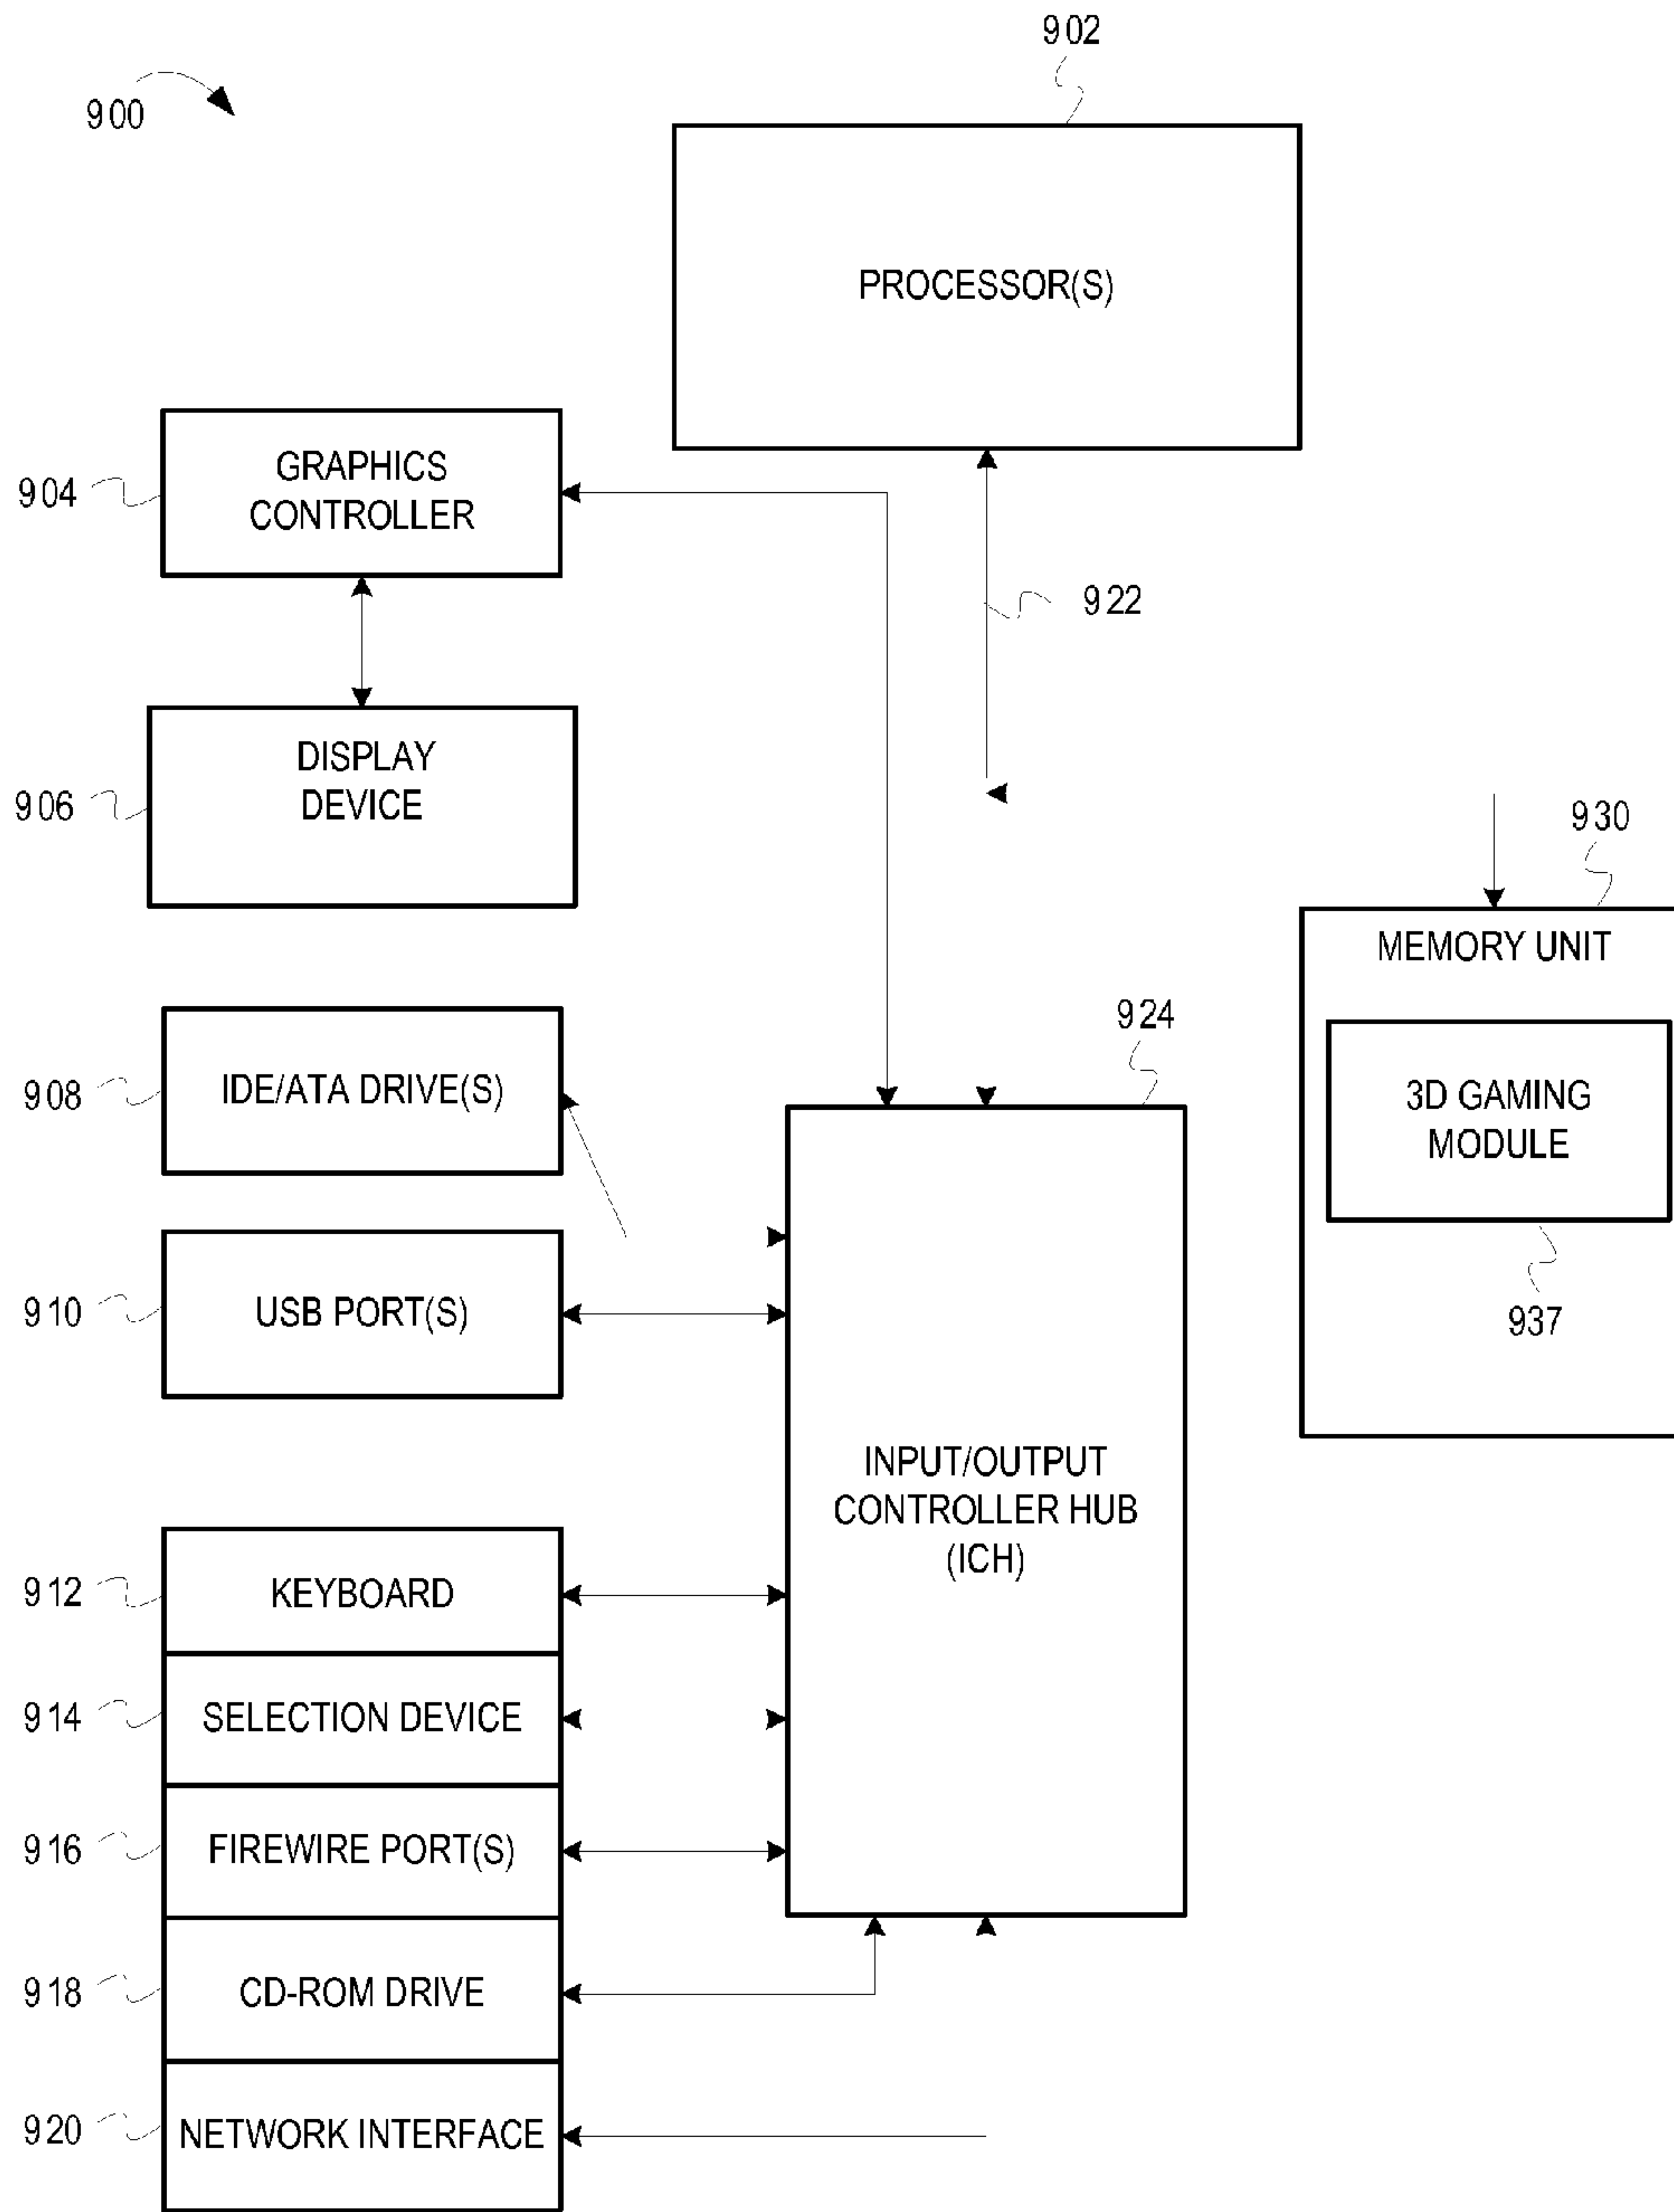 902
900
PROCESSOR(S)
GRAPHICS
CONTROLLER
904
922
DISPLAY
DEVICE
906
930
MEMORY UNIT
924
908
IDE/ATA DRIVE(S)
3D GAMING
MODULE
910
USB PORT(S)
937
INPUT/OUTPUT
CONTROLLER HUB
(ICH)
912
KEYBOARD
914
SELECTION DEVICE
916
FIREWIRE PORT(S)
918
CD-ROM DRIVE
920
NETWORK INTERFACE